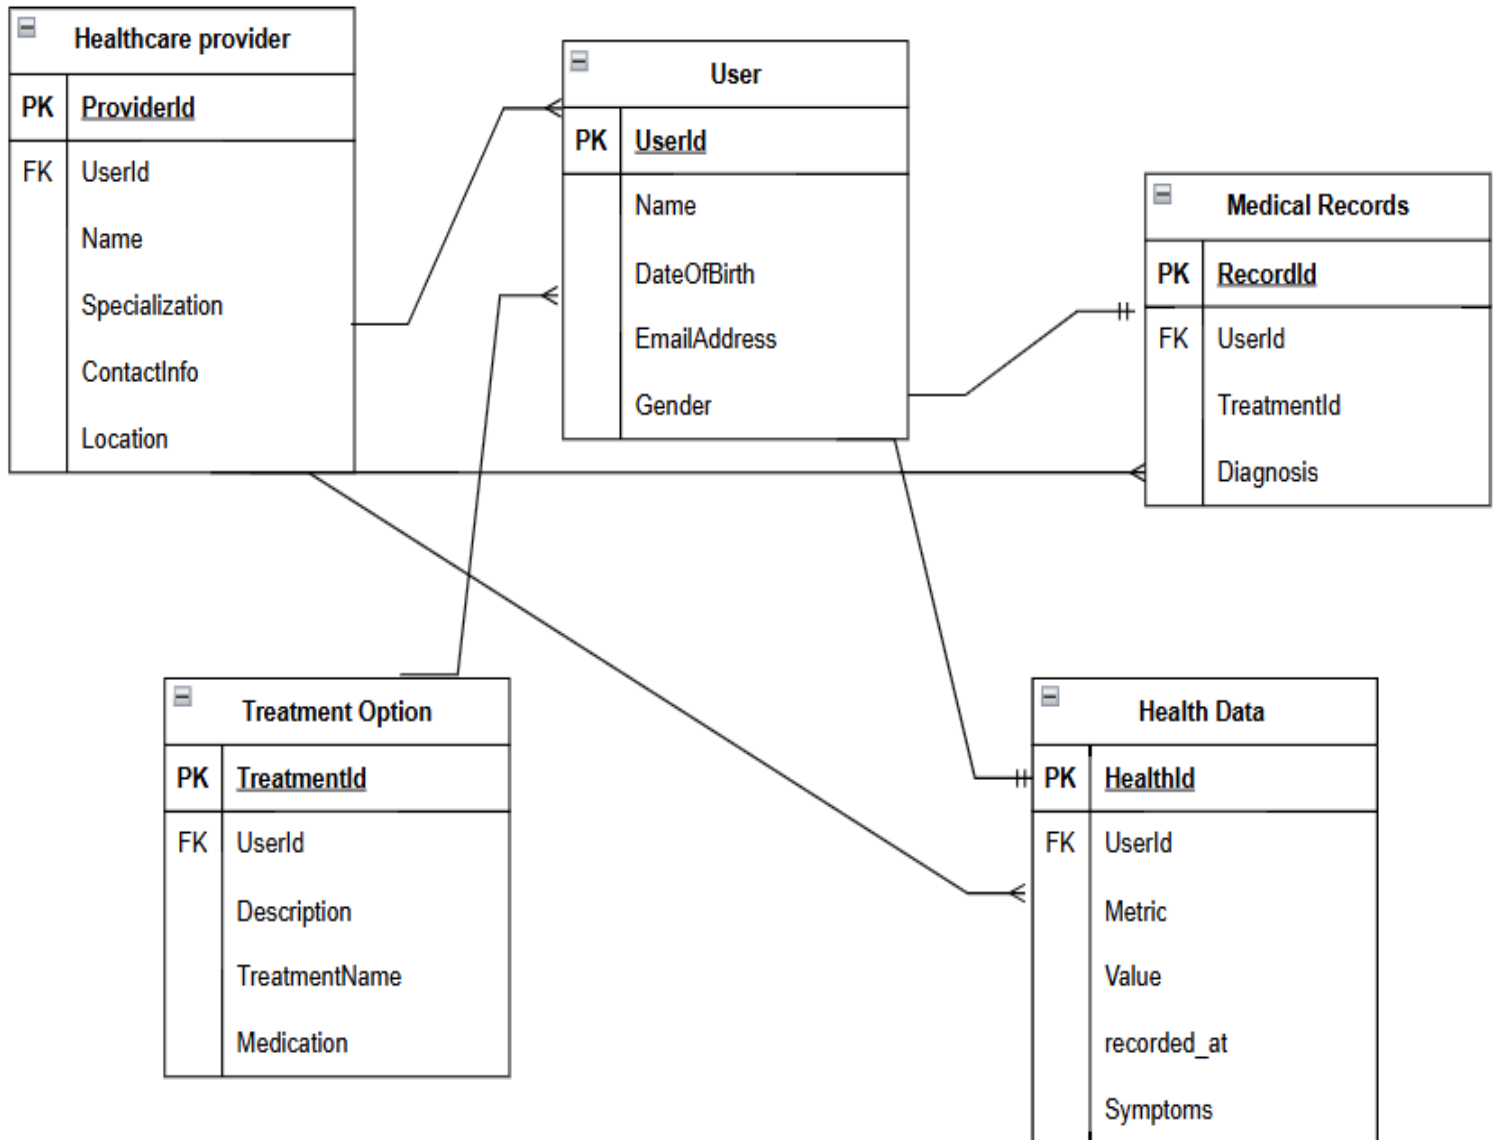 Healthcare provider
PK ProviderId
FK UserId
Name
Specialization
ContactInfo
Location
User
PK UserId
Name
DateOfBirth
EmailAddress
Gender
Medical Records
PK RecordId
FK UserId
TreatmentId
Diagnosis
Treatment Option
PK TreatmentId
FK UserId
Description
TreatmentName
Medication
Health Data
PK HealthId
FK UserId
Metric
Value
recorded_at
Symptoms